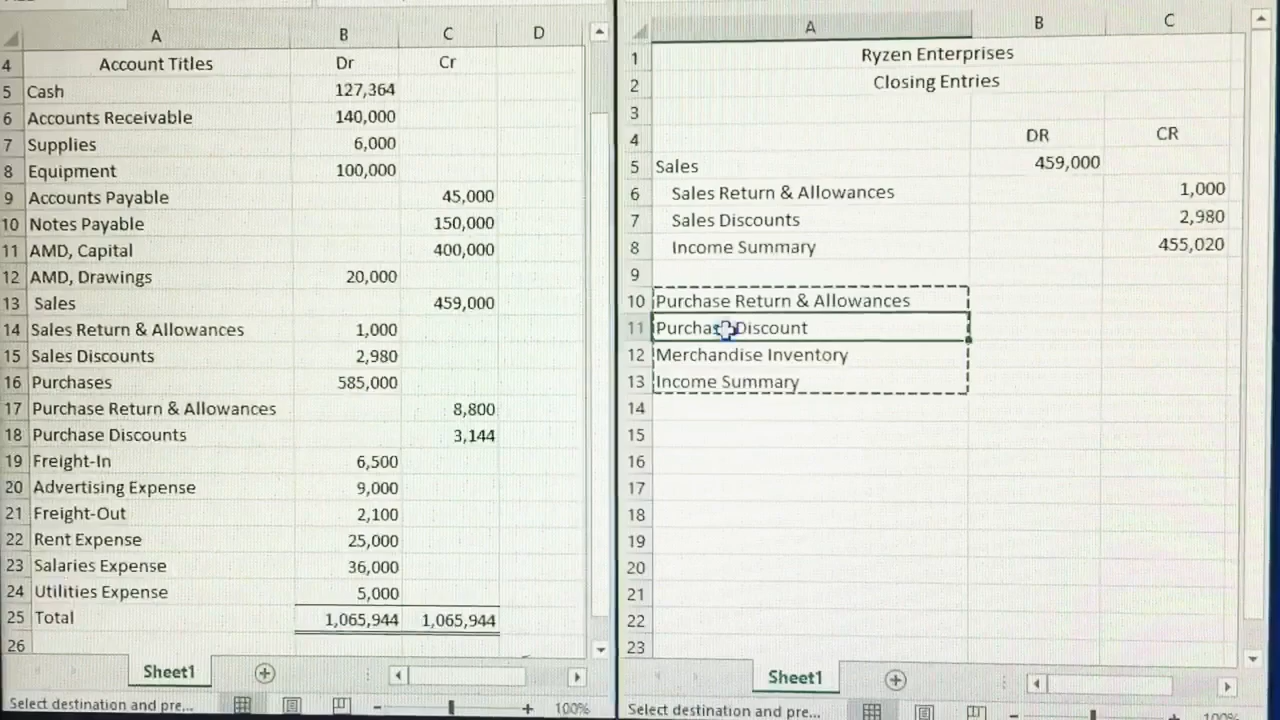 A B C D
4 Account Titles Dr Cr
5 Cash 127,364
6 Accounts Receivable 140,000
7 Supplies 6,000
8 Equipment 100,000
9 Accounts Payable 45,000
10 Notes Payable 150,000
11 AMD, Capital 400,000
12 AMD, Drawings 20,000
13 Sales 459,000
14 Sales Return & Allowances 1,000
15 Sales Discounts 2,980
16 Purchases 585,000
17 Purchase Return & Allowances 8,800
18 Purchase Discounts 3,144
19 Freight-In 6,500
20 Advertising Expense 9,000
21 Freight-Out 2,100
22 Rent Expense 25,000
23 Salaries Expense 36,000
24 Utilities Expense 5,000
25 Total 1,065,944 1,065,944
26
Sheet1
Select destination and pre... 100%
A B C
1 Ryzen Enterprises
2 Closing Entries
3
4 DR CR
5 Sales 459,000
6 Sales Return & Allowances 1,000
7 Sales Discounts 2,980
8 Income Summary 455,020
9
10 Purchase Return & Allowances
11 Purchase Discount
12 Merchandise Inventory
13 Income Summary
14
15
16
17
18
19
20
21
22
23
Sheet1
Select destination and pre... 100%